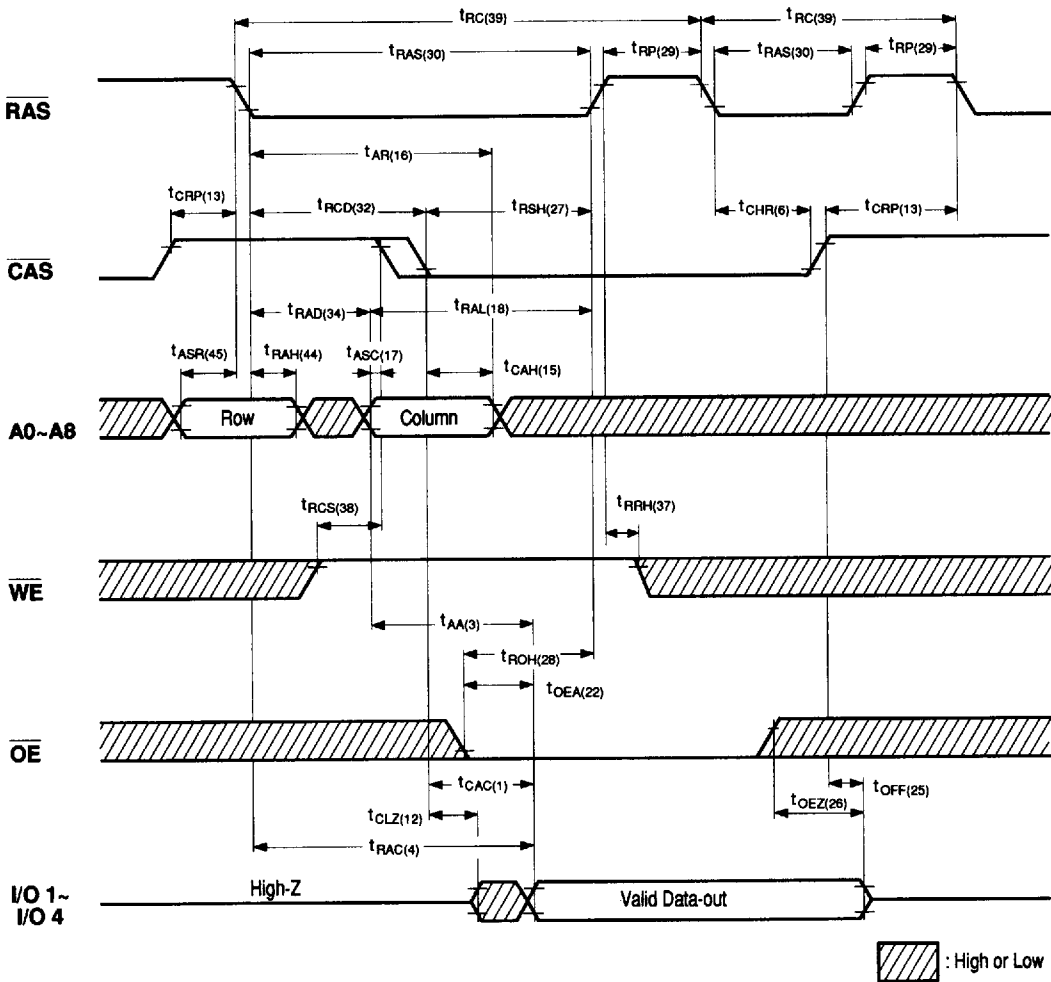 tRC(39) tRC(39)
tRAS(30) tRP(29) tRAS(30) tRP(29)
RAS
tAR(16)
tCRP(13) tRCD(32) tRSH(27) tCHR(6) tCRP(13)
CAS
tRAD(34) tRAL(18)
tASR(45) tRAH(44) tASC(17) tCAH(15)
A0~A8 Row Column
tRCS(38) tRRH(37)
WE
tAA(3)
tROH(28)
tOEA(22)
OE
tCAC(1) tOFF(25)
tCLZ(12) tOEZ(26)
tRAC(4)
I/O 1~
I/O 4
High-Z Valid Data-out
: High or Low